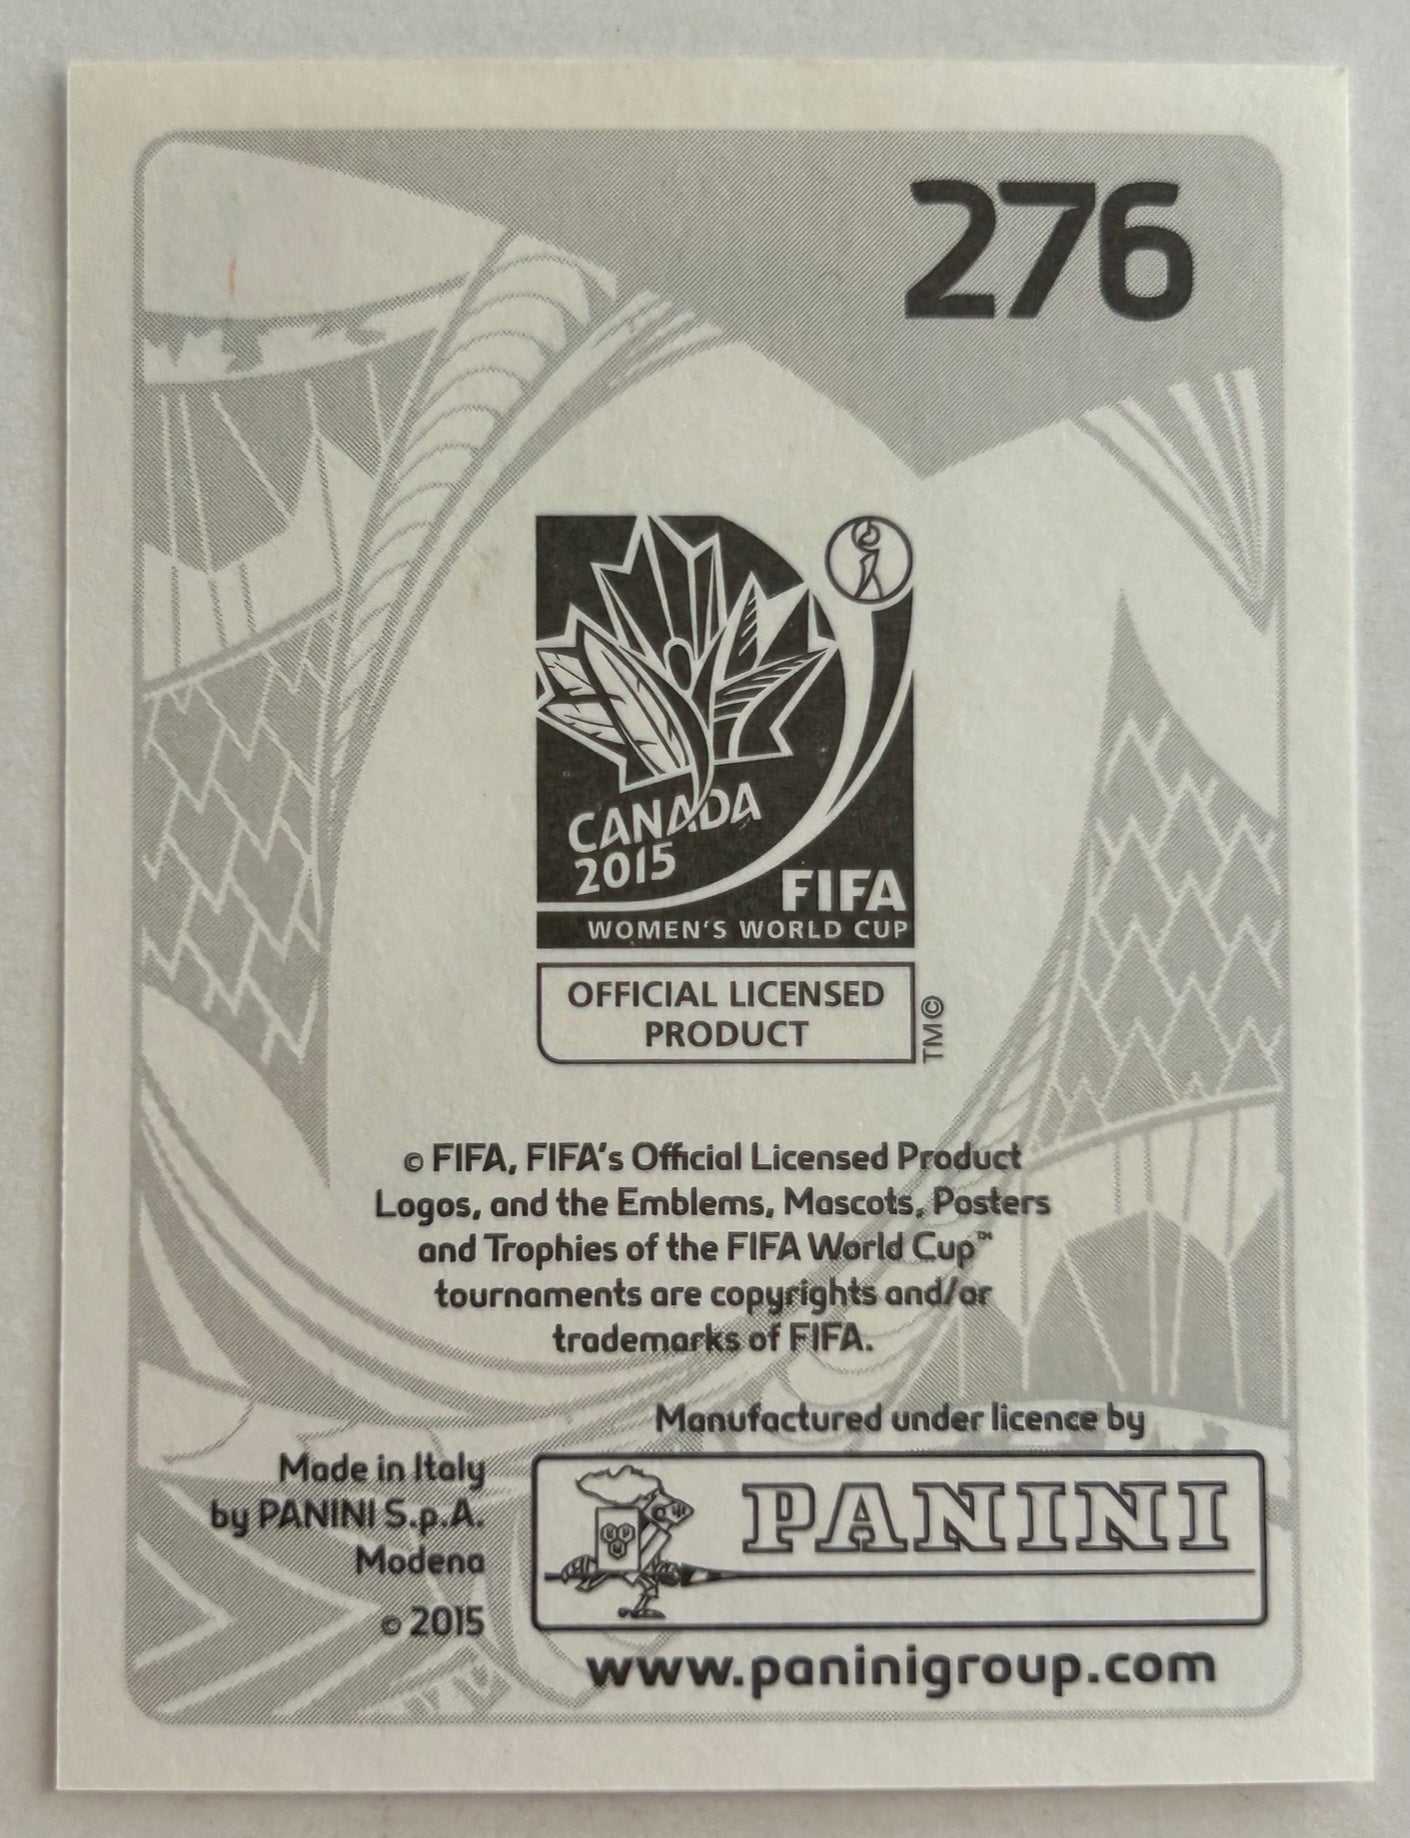 276
CANADA
2015
FIFA
WOMEN'S WORLD CUP
OFFICIAL LICENSED
PRODUCT
TM©
© FIFA, FIFA's Official Licensed Product
Logos, and the Emblems, Mascots, Posters
and Trophies of the FIFA World Cup™
tournaments are copyrights and/or
trademarks of FIFA.
Manufactured under licence by
Made in Italy
by PANINI S.p.A.
Modena
© 2015
PANINI
www.paninigroup.com